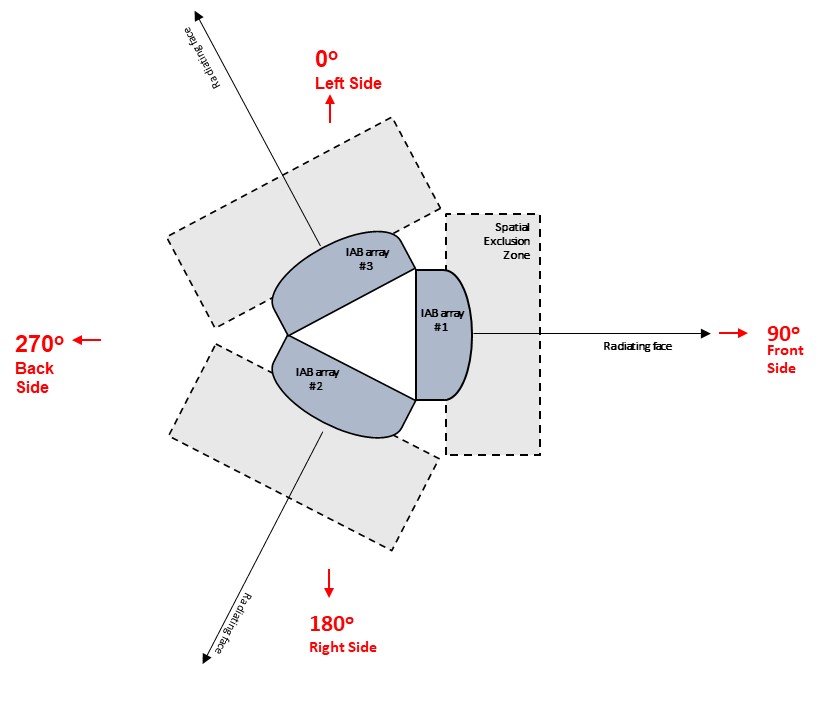 Radiating face
0º
Left Side
Spatial
Exclusion
Zone
IAB array
#3
IAB array
#1
270º
Back
Side
90º
Front
Side
Radiating face
IAB array
#2
Radiating face
180º
Right Side